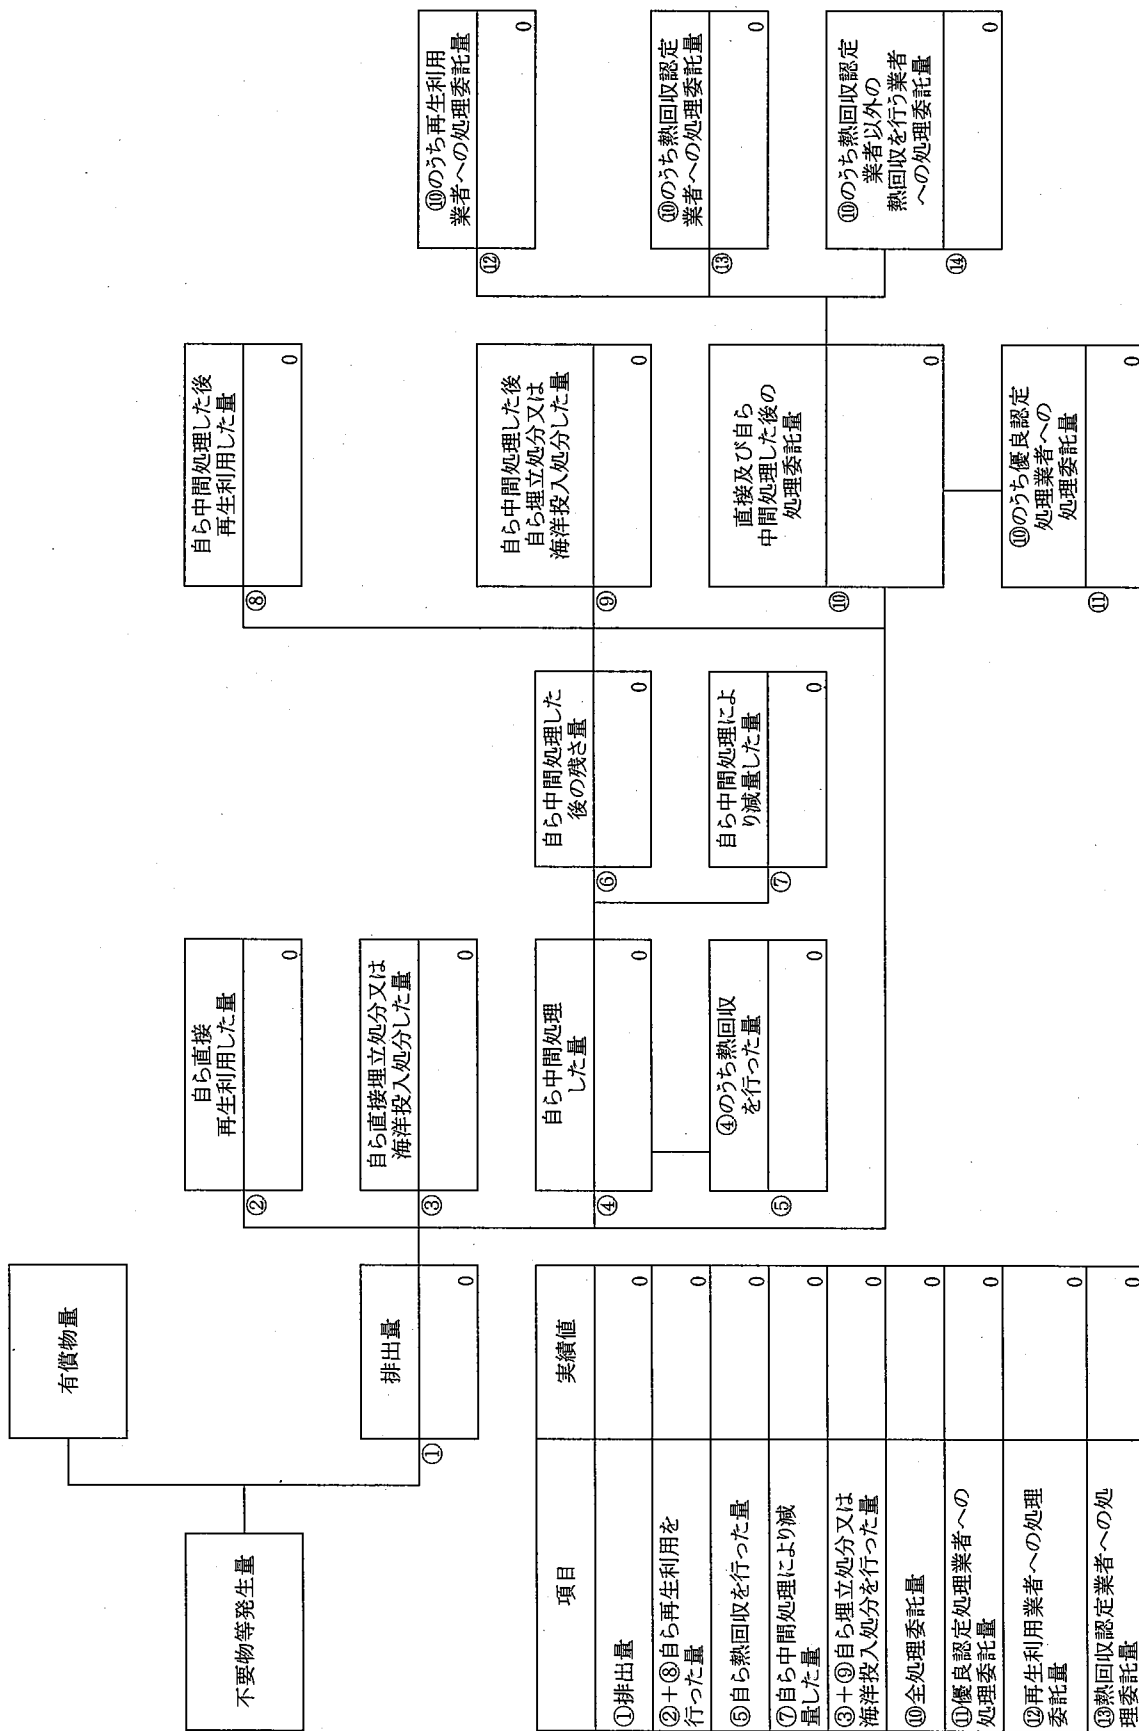 不要物等発生量
有償物量
排出量
①
0
自ら直接
再生利用した量
②
0
自ら直接埋立処分又は
海洋投入処分した量
③
0
自ら中間処理
した量
④
0
④のうち熱回収
を行った量
⑤
0
自ら中間処理した
後の残さ量
⑥
0
自ら中間処理によ
り減量した量
⑦
0
自ら中間処理した後
再生利用した量
⑧
0
自ら中間処理した後
自ら埋立処分又は
海洋投入処分した量
⑨
0
直接及び自ら
中間処理した後の
処理委託量
⑩
0
⑩のうち優良認定
処理業者への
処理委託量
⑪
0
⑩のうち再生利用
業者への処理委託量
⑫
0
⑩のうち熱回収認定
業者への処理委託量
⑬
0
⑩のうち熱回収認定
業者以外の
熱回収を行う業者
への処理委託量
⑭
0
項目 実績値
①排出量 0
②+⑧自ら再生利用を
行った量 0
⑤自ら熱回収を行った量 0
⑦自ら中間処理により減
量した量 0
③+⑨自ら埋立処分又は
海洋投入処分を行った量 0
⑩全処理委託量 0
⑪優良認定処理業者への
処理委託量 0
⑫再生利用業者への処理
委託量 0
⑬熱回収認定業者への処
理委託量 0